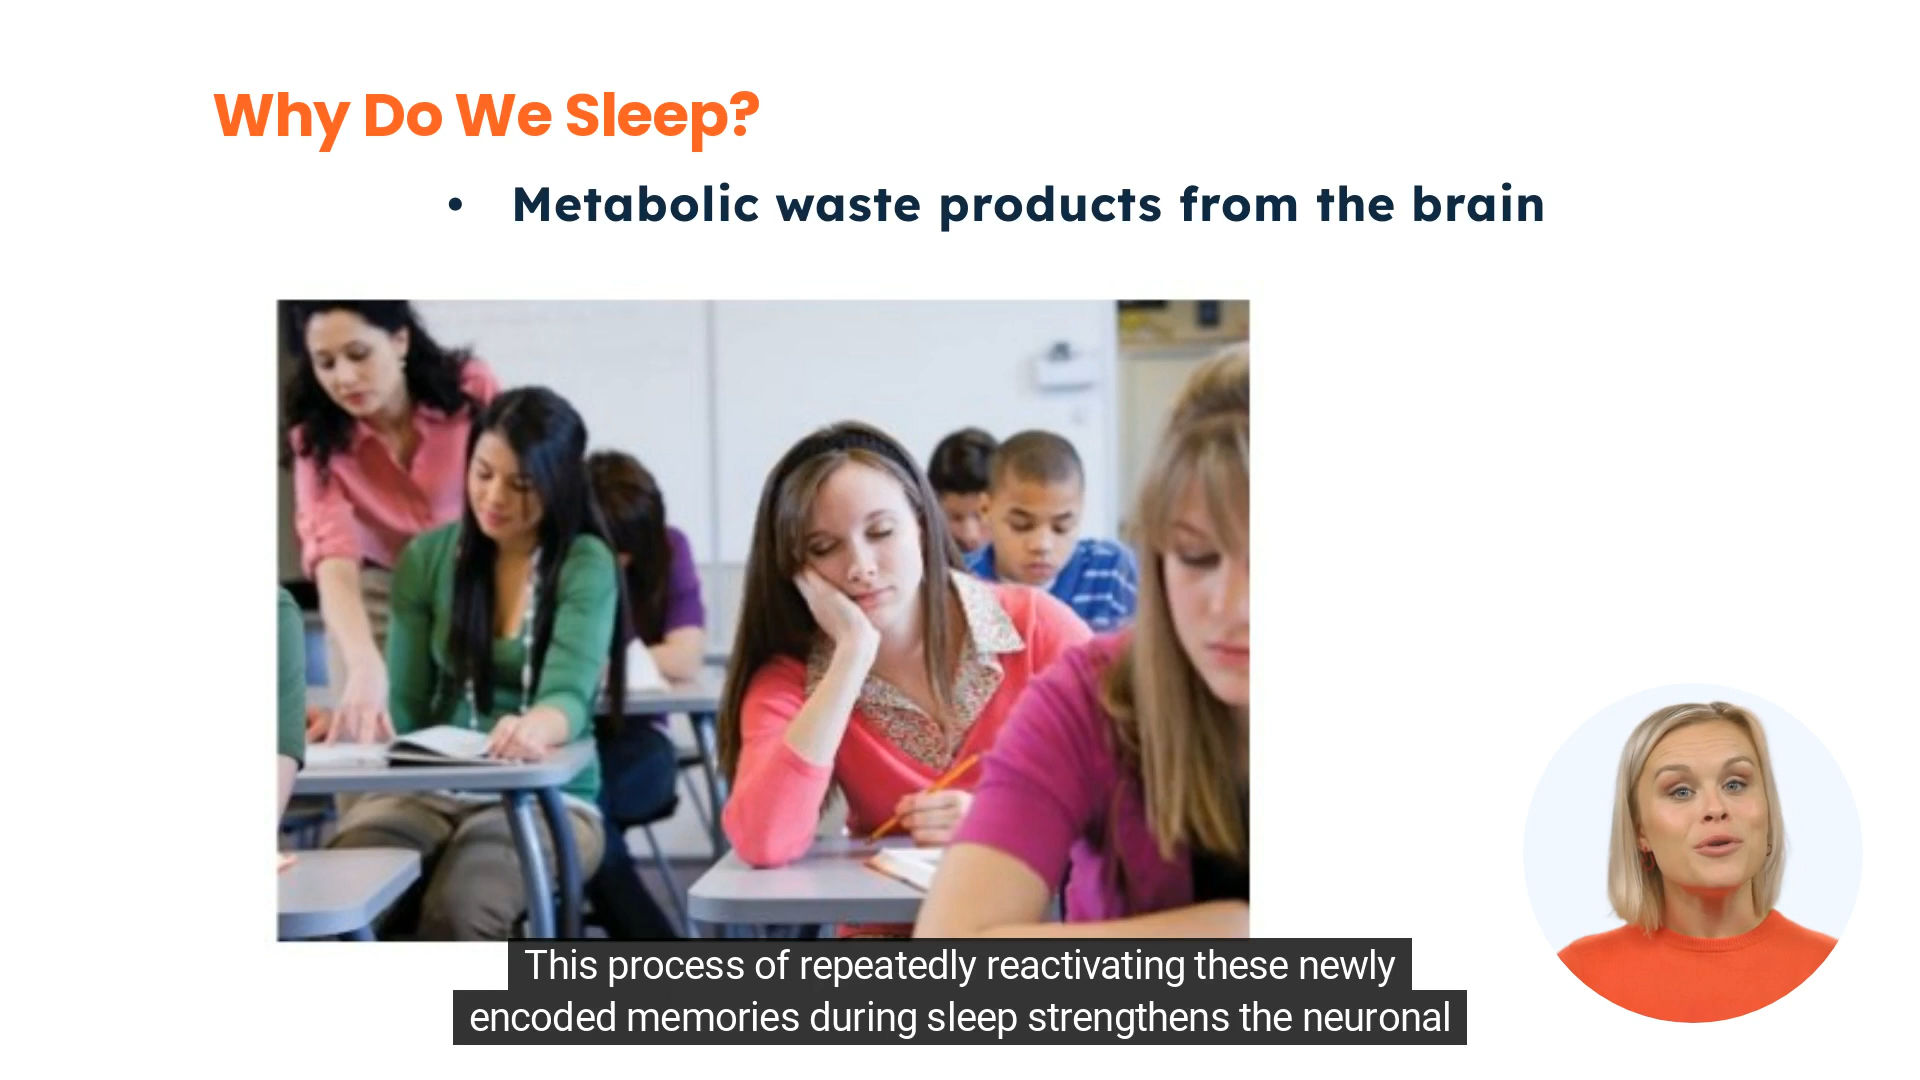 Why Do We Sleep?
• Metabolic waste products from the brain
This process of repeatedly reactivating these newly
encoded memories during sleep strengthens the neuronal